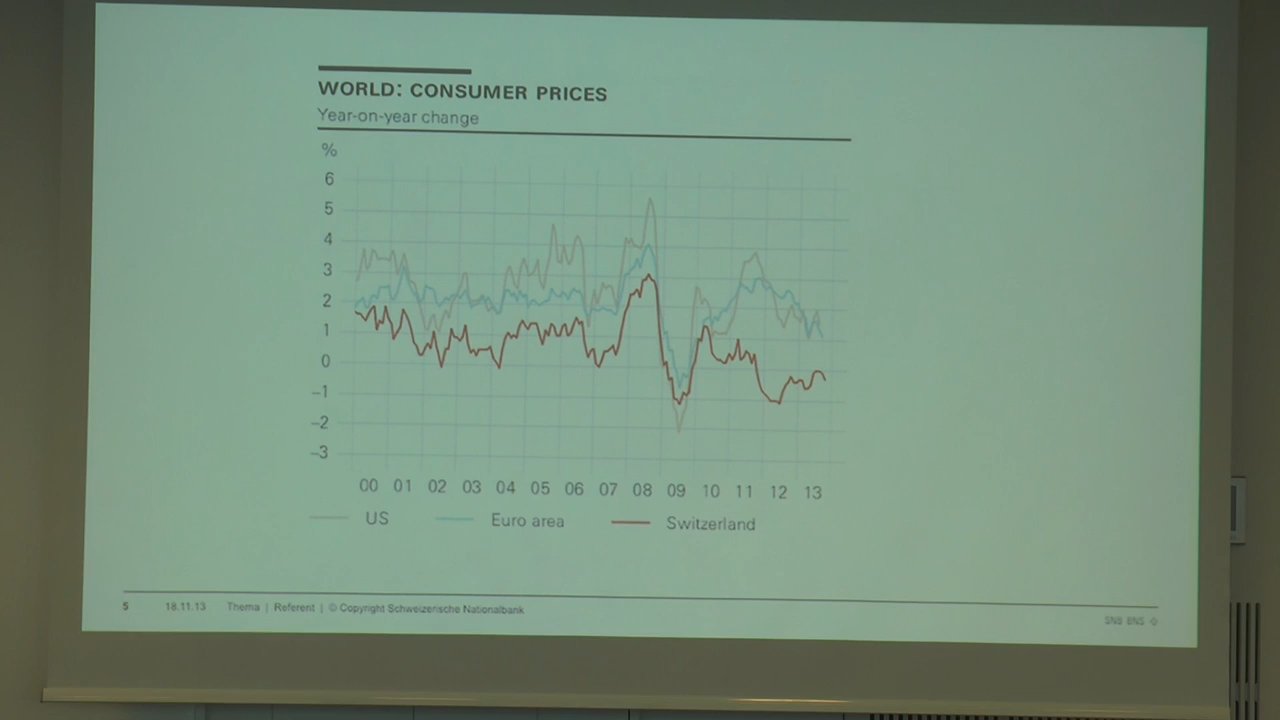 WORLD: CONSUMER PRICES
Year-on-year change
%
6
5
4
3
2
1
0
–1
–2
–3
00 01 02 03 04 05 06 07 08 09 10 11 12 13
US Euro area Switzerland
5 18.11.13 Thema | Referent | © Copyright Schweizerische Nationalbank
SNB BNS